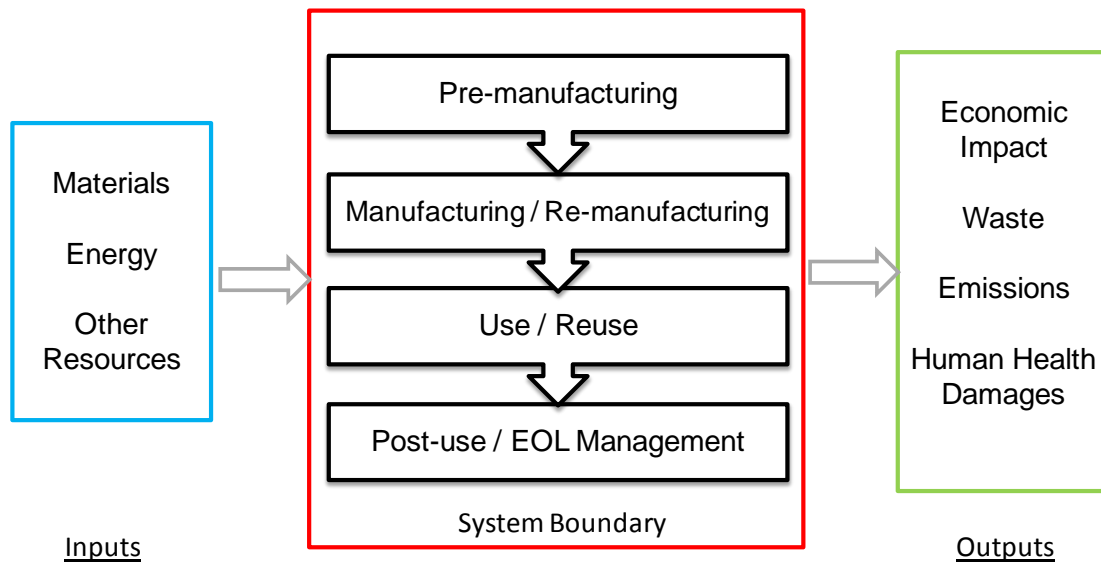 Materials
Energy
Other
Resources
Inputs
Pre-manufacturing
Manufacturing / Re-manufacturing
Use / Reuse
Post-use / EOL Management
System Boundary
Economic
Impact
Waste
Emissions
Human Health
Damages
Outputs